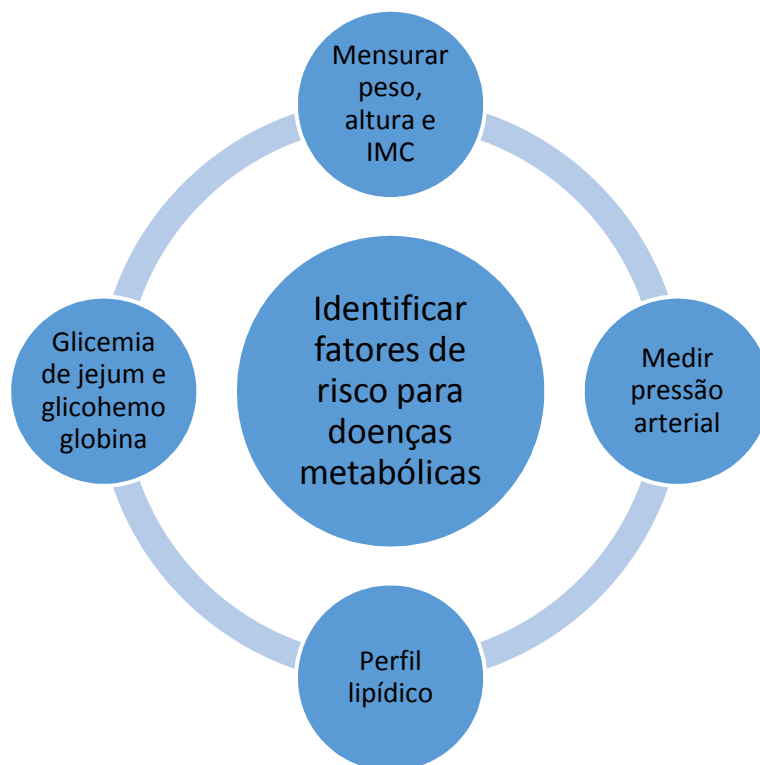 Mensurar
peso,
altura e
IMC
Identificar
fatores de
risco para
doenças
metabólicas
Glicemia
de jejum e
glicohemo
globina
Medir
pressão
arterial
Perfil
lipídico